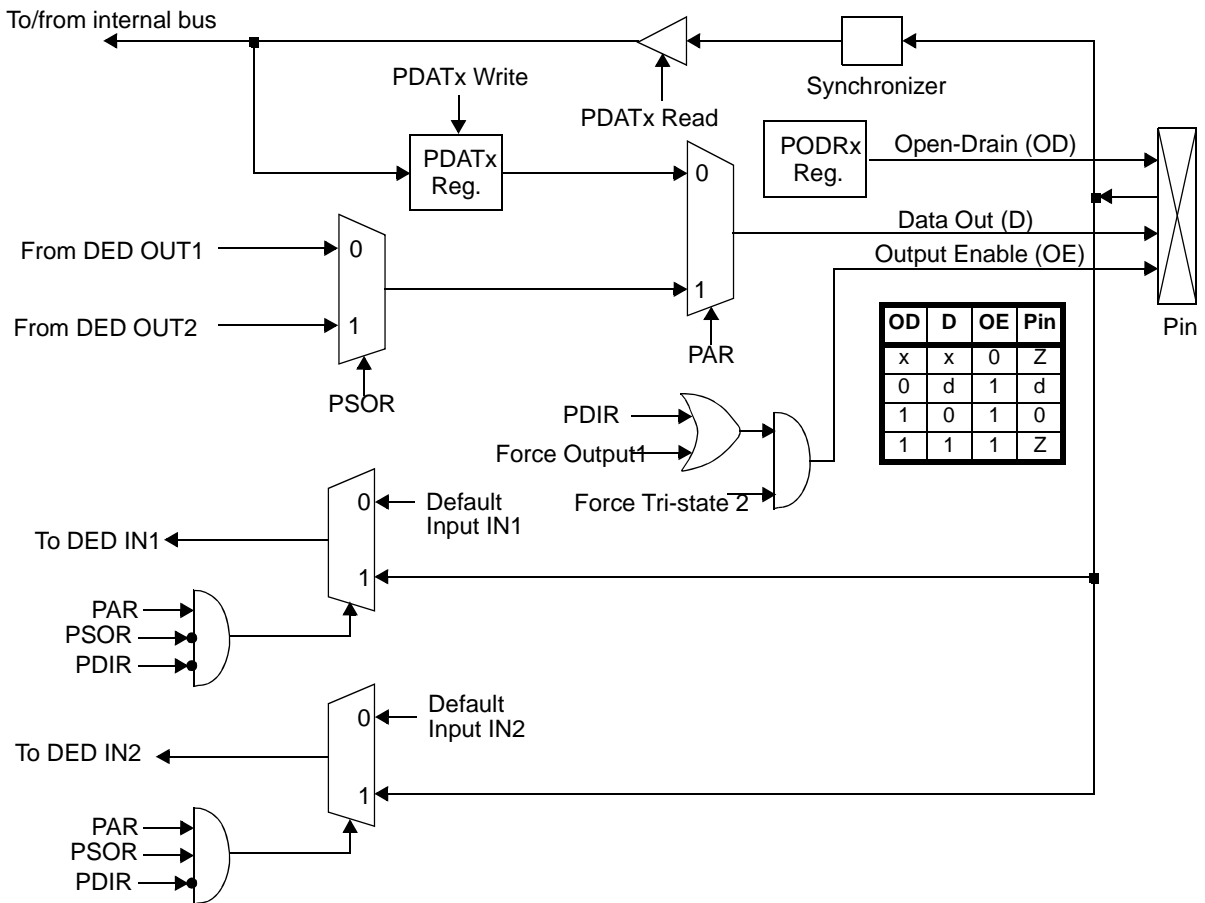 To/from internal bus
Synchronizer
PDATx Write
PDATx Read
PDATx
Reg.
0
1
PAR
PODRx
Reg.
Open-Drain (OD)
Data Out (D)
Output Enable (OE)
Pin
From DED OUT1
From DED OUT2
0
1
PSOR
OD D OE Pin
x x 0 Z
0 d 1 d
1 0 1 0
1 1 1 Z
PDIR
Force Output1
Force Tri-state 2
0
1
Default
Input IN1
To DED IN1
PAR
PSOR
PDIR
0
1
Default
Input IN2
To DED IN2
PAR
PSOR
PDIR